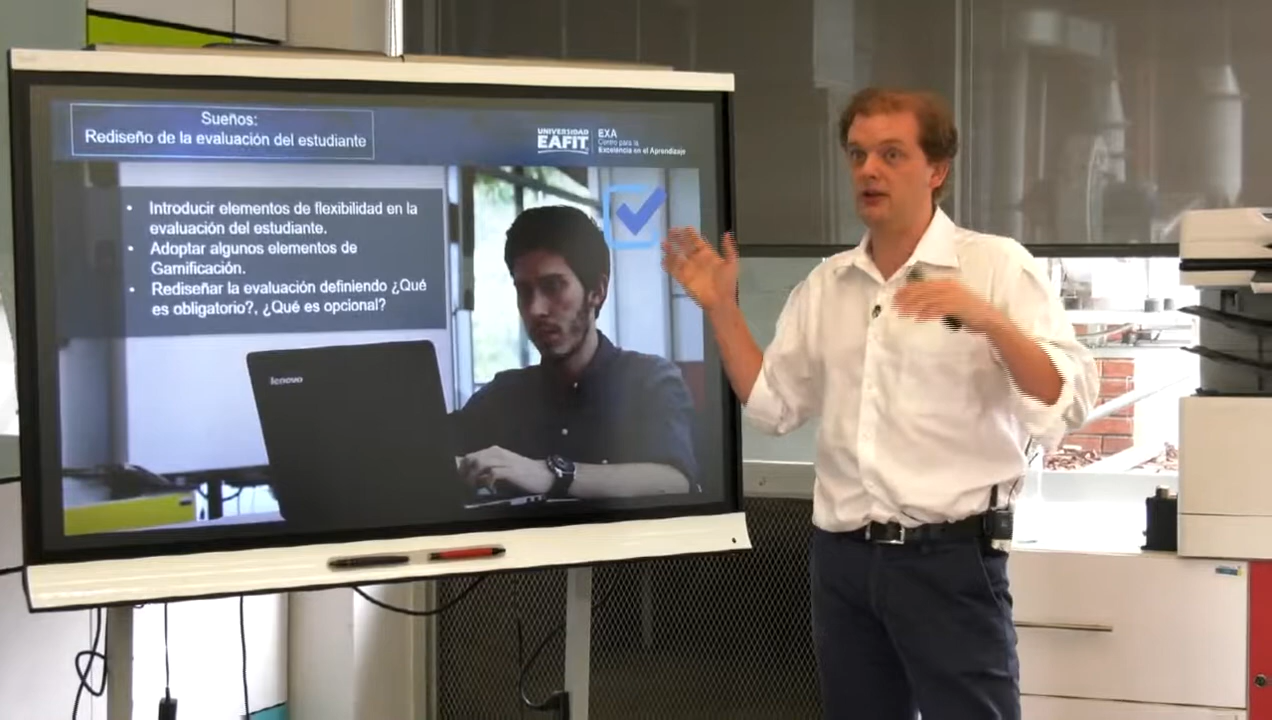 Sueños:
Rediseño de la evaluación del estudiante
UNIVERSIDAD
EAFIT
EXA
Centro para la
Excelencia en el Aprendizaje
• Introducir elementos de flexibilidad en la
evaluación del estudiante.
• Adoptar algunos elementos de
Gamificación.
• Rediseñar la evaluación definiendo ¿Qué
es obligatorio?, ¿Qué es opcional?
lenovo